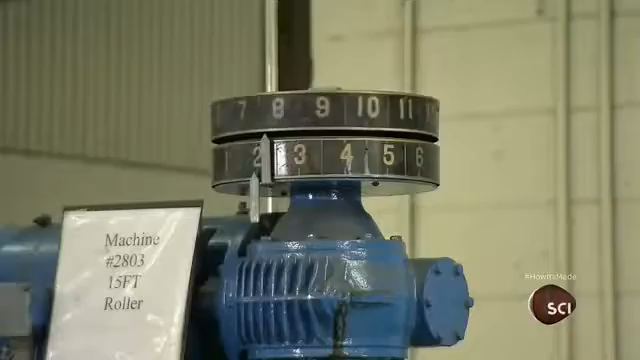 7 8 9 10 11
1 2 3 4 5 6
Machine
#2803
15FT
Roller
#HowItsMade
SCI